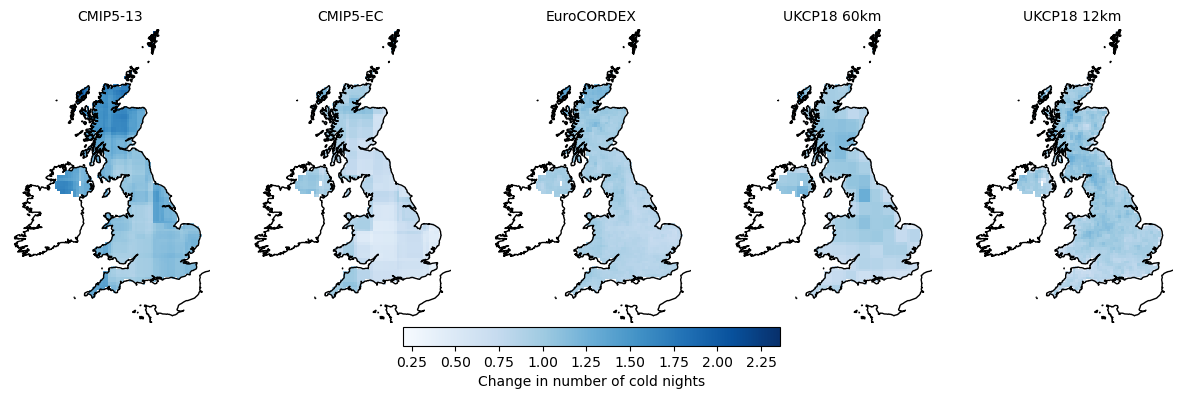 CMIP5-13 CMIP5-EC EuroCORDEX UKCP18 60km UKCP18 12km
0.25 0.50 0.75 1.00 1.25 1.50 1.75 2.00 2.25
Change in number of cold nights